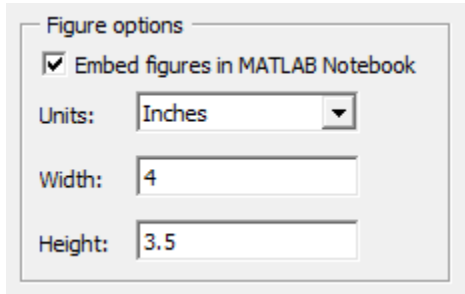 Figure options
Embed figures in MATLAB Notebook
Units: Inches
Width: 4
Height: 3.5